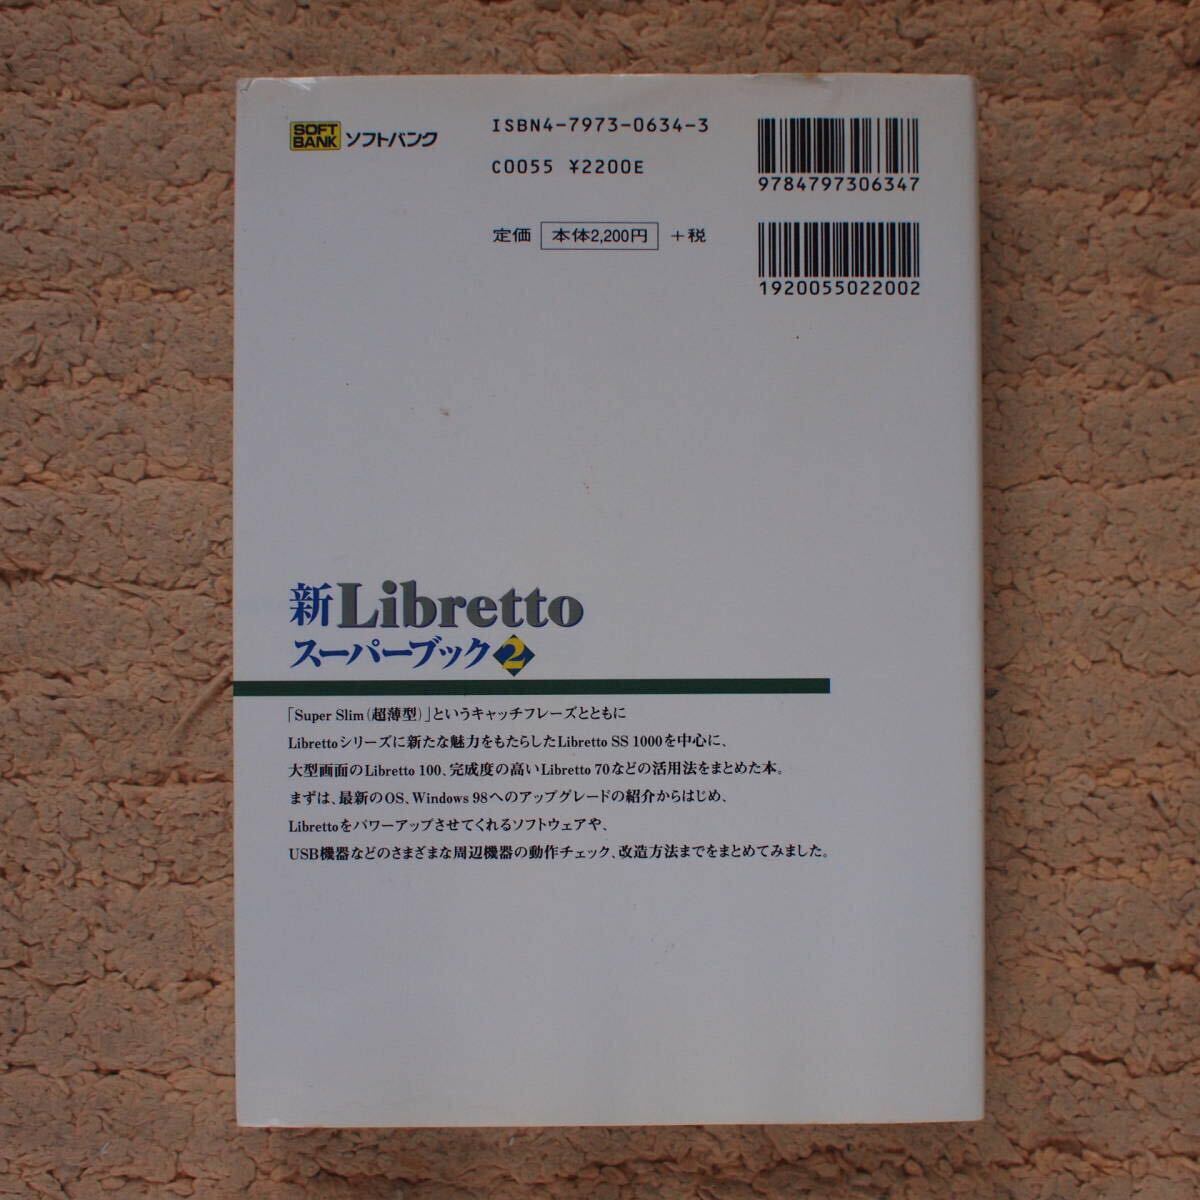 SOFT
BANK
ソフトバンク
ISBN4-7973-0634-3
C0055 ¥2200E
定価 本体2,200円 +税
9784797306347
1920055022002
新Libretto
スーパーブック2
「Super Slim(超薄型)」というキャッチフレーズとともに
Librettoシリーズに新たな魅力をもたらしたLibretto SS 1000を中心に、
大型画面のLibretto 100、完成度の高いLibretto 70などの活用法をまとめた本。
まずは、最新のOS、Windows 98へのアップグレードの紹介からはじめ、
Librettoをパワーアップさせてくれるソフトウェアや、
USB機器などのさまざまな周辺機器の動作チェック、改造方法までをまとめてみました。